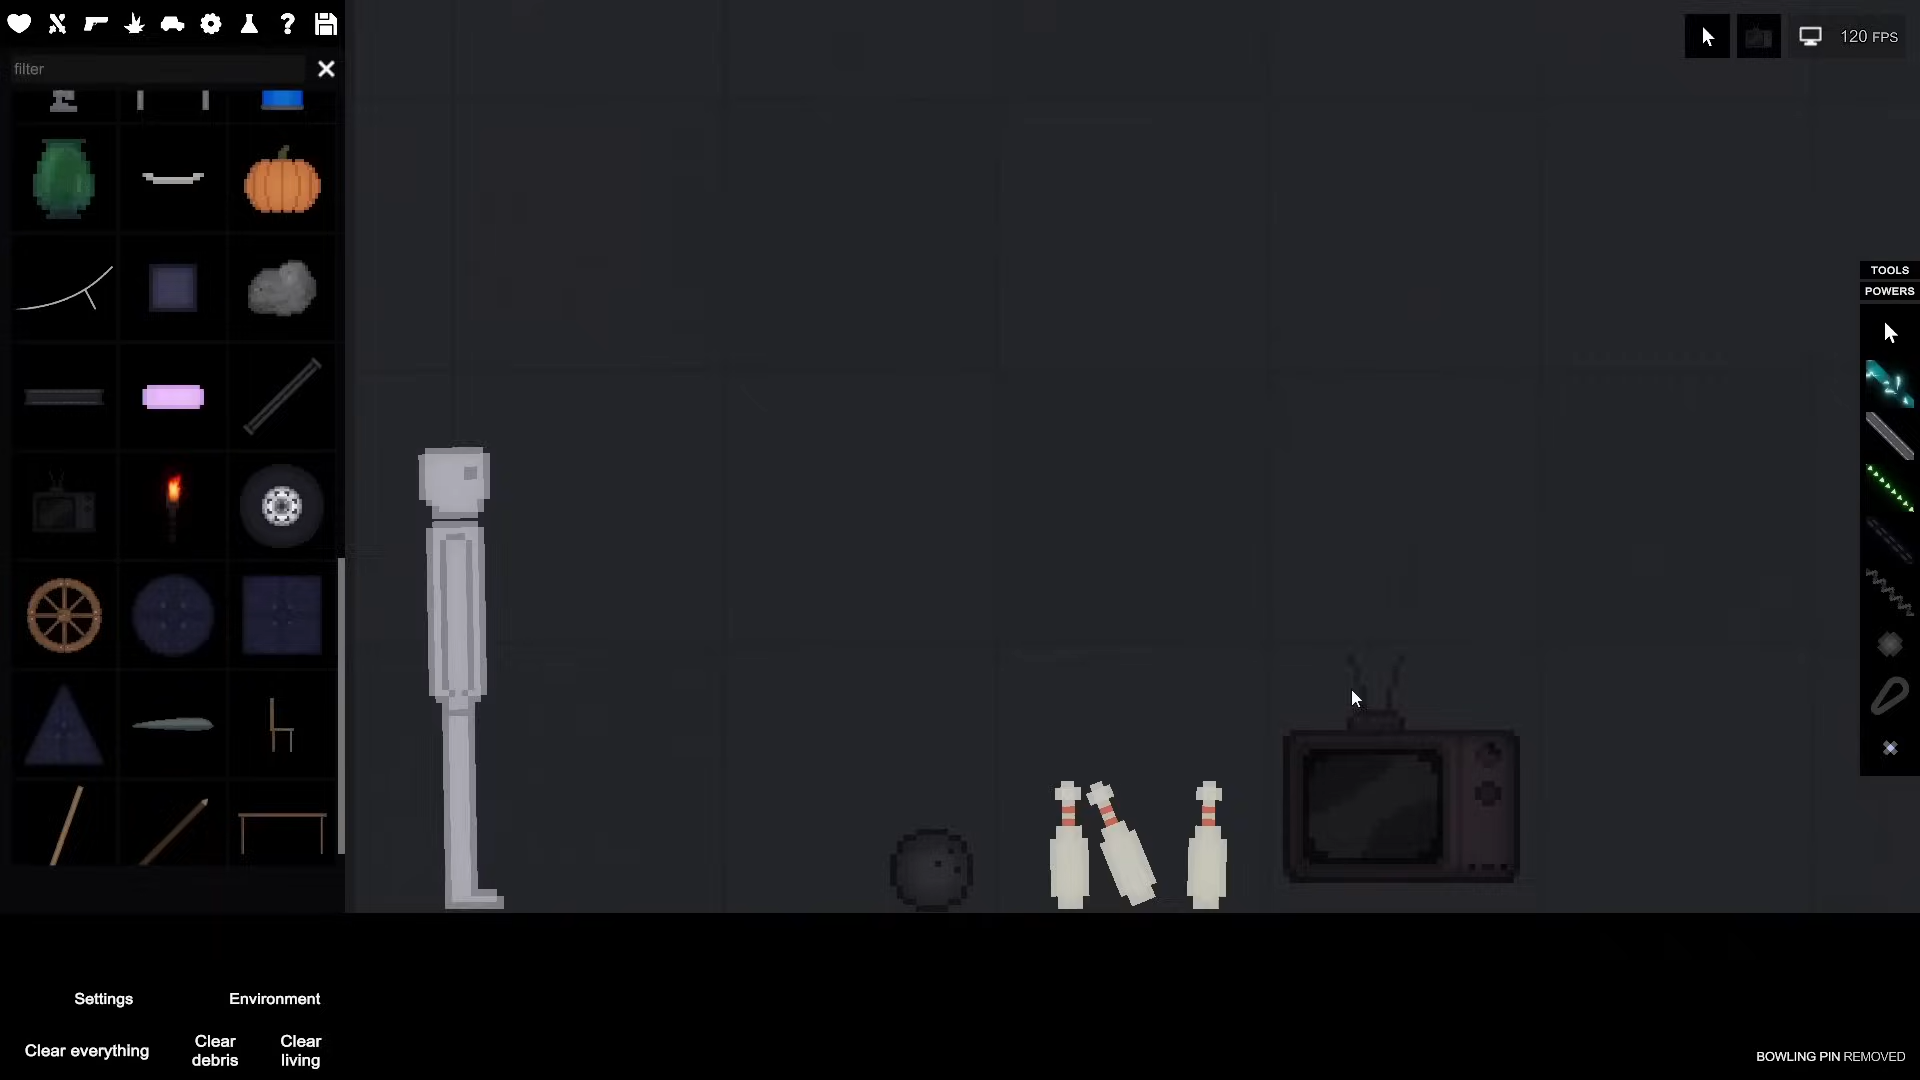 120 FPS
filter
TOOLS
POWERS
Settings
Environment
Clear everything
Clear debris
Clear living
BOWLING PIN REMOVED